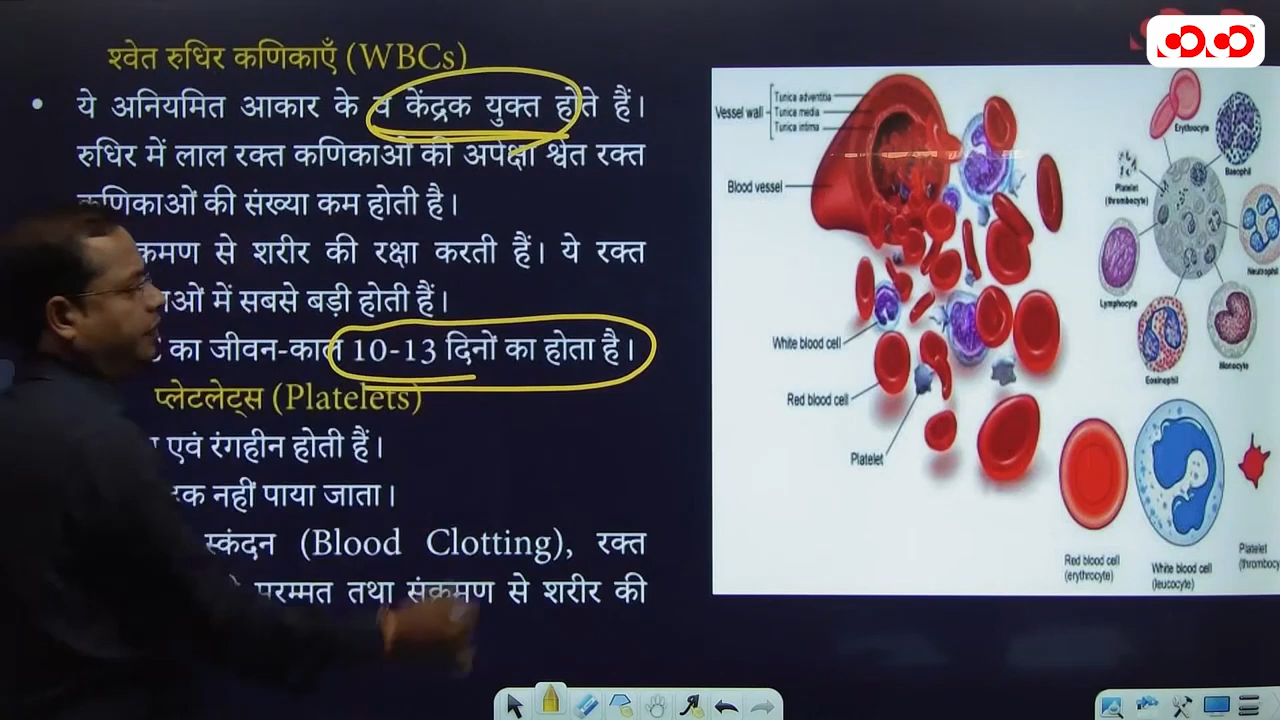 श्वेत रुधिर कणिकाएँ (WBCs)
• ये अनियमित आकार के व केंद्रक युक्त होते हैं।
रुधिर में लाल रक्त कणिकाओं की अपेक्षा श्वेत रक्त
कणिकाओं की संख्या कम होती है।
से शरीर की रक्षा करती हैं। ये रक्त
में सबसे बड़ी होती हैं।
का जीवन-काल 10-13 दिनों का होता है।
प्लेटलेट्स (Platelets)
एवं रंगहीन होती हैं।
नहीं पाया जाता।
स्कंदन (Blood Clotting), रक्त
मरम्मत तथा संक्रमण से शरीर की
Vessel wall
Tunica adventitia
Tunica media
Tunica intima
Blood vessel
White blood cell
Red blood cell
Platelet
Erythrocyte
Basophil
Platelet
(thrombocyte)
Neutrophil
Lymphocyte
Monocyte
Eosinophil
Red blood cell
(erythrocyte)
White blood cell
(leucocyte)
Platelet
(thrombocy